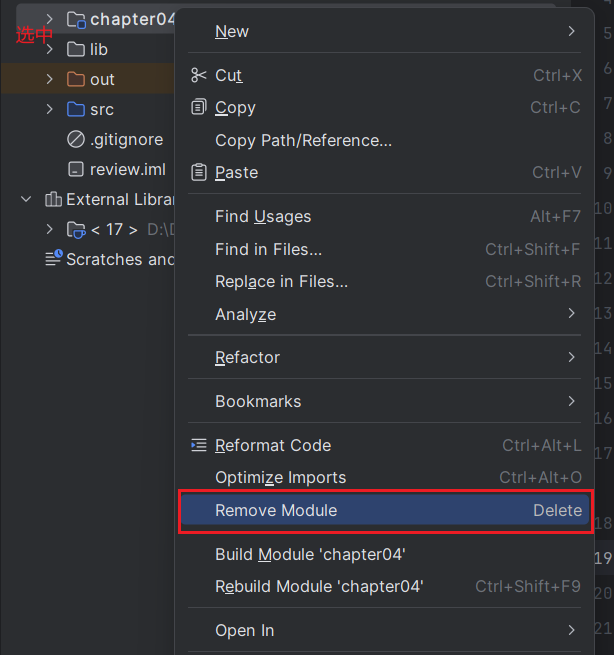 chapter04
选中
lib
out
src
.gitignore
review.iml
External Librar
< 17 > D:\D
Scratches and
New
Cut Ctrl+X
Copy Ctrl+C
Copy Path/Reference...
Paste Ctrl+V
Find Usages Alt+F7
Find in Files... Ctrl+Shift+F
Replace in Files... Ctrl+Shift+R
Analyze
Refactor
Bookmarks
Reformat Code Ctrl+Alt+L
Optimize Imports Ctrl+Alt+O
Remove Module Delete
Build Module 'chapter04'
Rebuild Module 'chapter04' Ctrl+Shift+F9
Open In
5
6
7
8
9
10
11
12
13
14
15
16
17
18
19
20
21